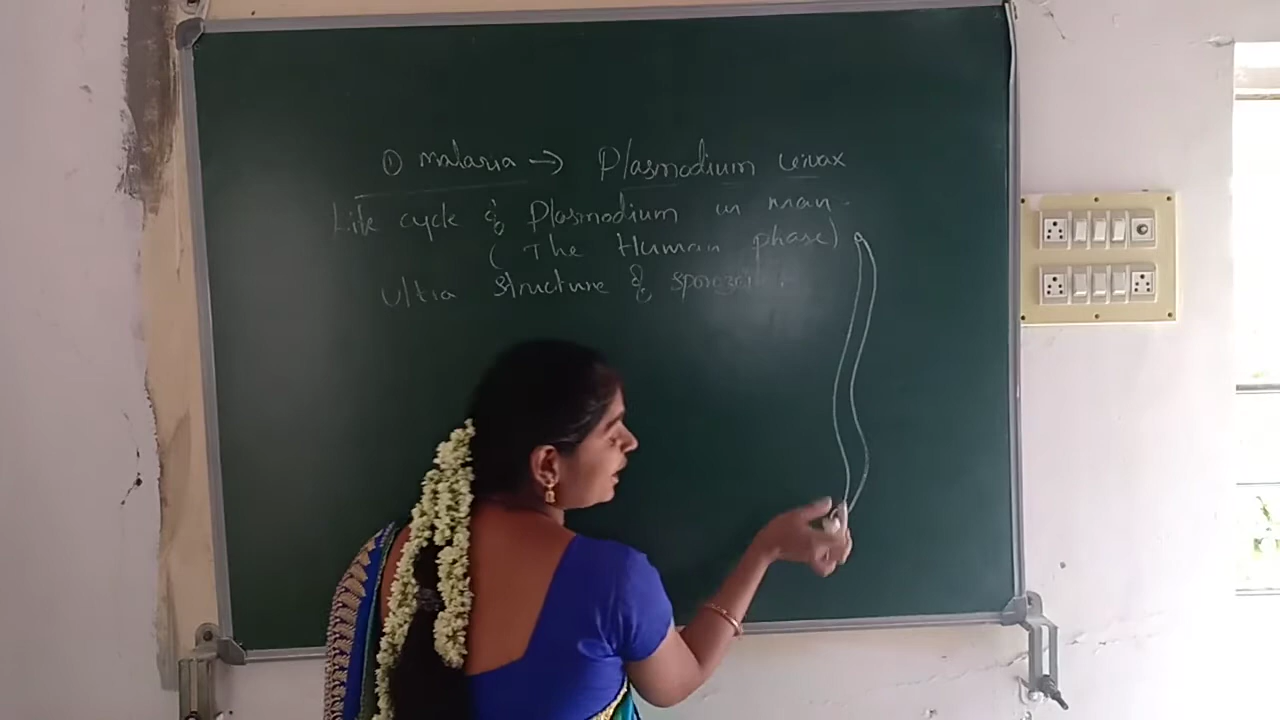 ① Malaria → Plasmodium vivax
Life cycle of Plasmodium in man.
( The Human phase)
Ultra structure of